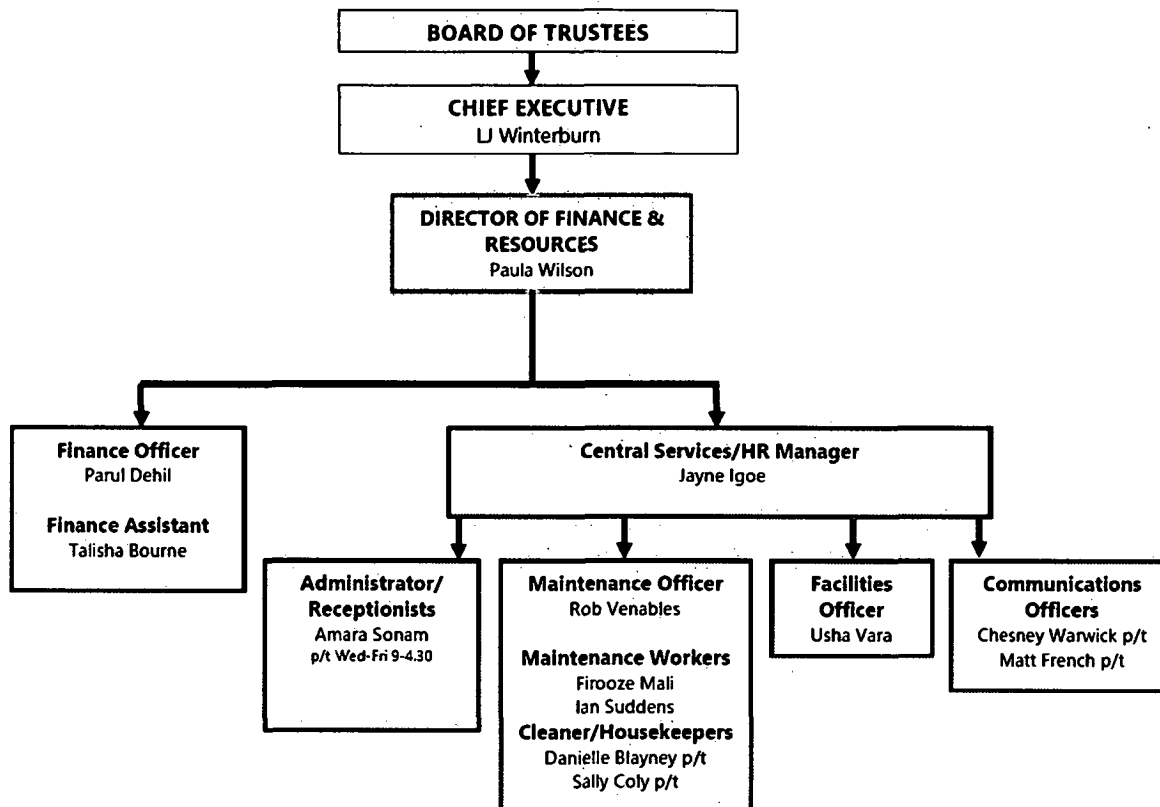 BOARD OF TRUSTEES
CHIEF EXECUTIVE
LJ Winterburn
DIRECTOR OF FINANCE &
RESOURCES
Paula Wilson
Finance Officer
Parul Dehil
Finance Assistant
Talisha Bourne
Central Services/HR Manager
Jayne Igoe
Administrator/
Receptionists
Amara Sonam
p/t Wed-Fri 9-4.30
Maintenance Officer
Rob Venables
Maintenance Workers
Firooze Mali
Ian Suddens
Cleaner/Housekeepers
Danielle Blayney p/t
Sally Coly p/t
Facilities
Officer
Usha Vara
Communications
Officers
Chesney Warwick p/t
Matt French p/t